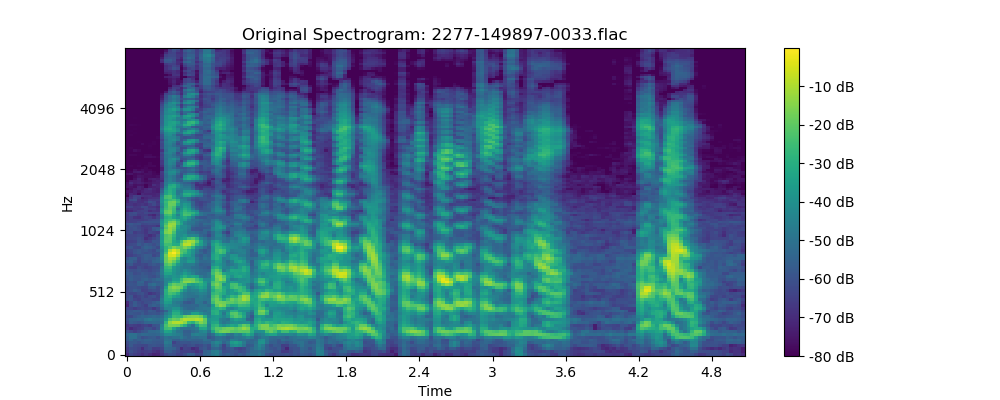 Original Spectrogram: 2277-149897-0033.flac
Hz
4096
2048
1024
512
0
0 0.6 1.2 1.8 2.4 3 3.6 4.2 4.8
Time
-10 dB
-20 dB
-30 dB
-40 dB
-50 dB
-60 dB
-70 dB
-80 dB